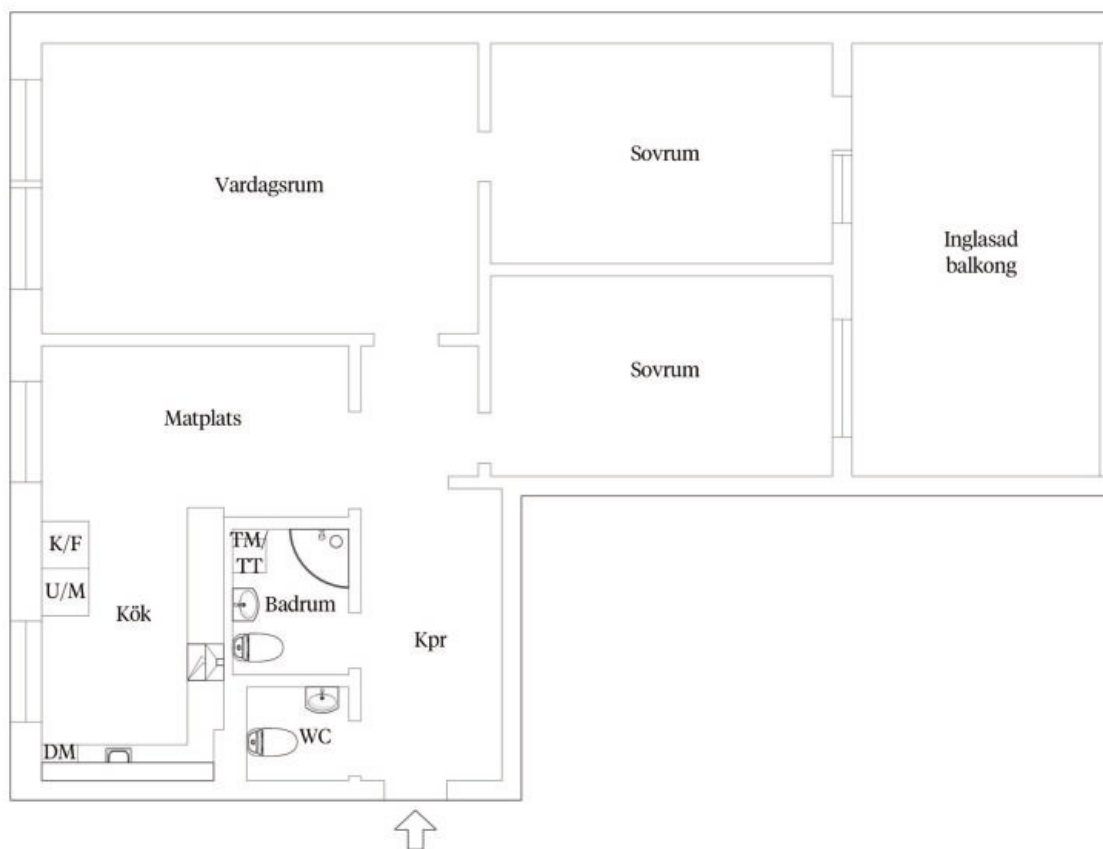 Vardagsrum
Sovrum
Inglasad
balkong
Sovrum
Matplats
K/F
U/M
Kök
TM/
TT
Badrum
Kpr
WC
DM